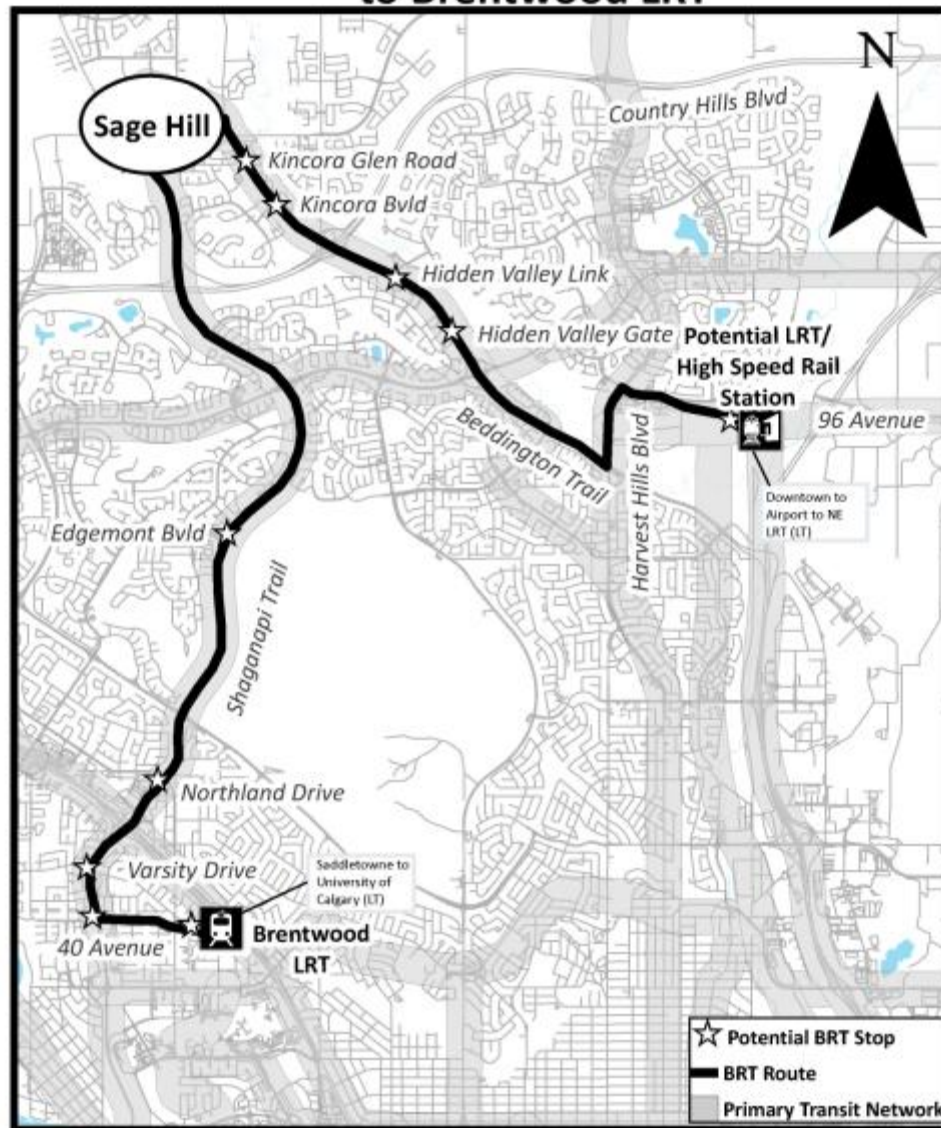 to Brentwood LRT
N
Country Hills Blvd
Sage Hill
Kincora Glen Road
Kincora Bvld
Hidden Valley Link
Hidden Valley Gate
Potential LRT/
High Speed Rail
Station
96 Avenue
Beddington Trail
Harvest Hills Blvd
Downtown to
Airport to NE
LRT (LT)
Edgemont Bvld
Shaganapi Trail
Northland Drive
Varsity Drive
Saddletowne to
University of
Calgary (LT)
40 Avenue
Brentwood
LRT
Potential BRT Stop
BRT Route
Primary Transit Network